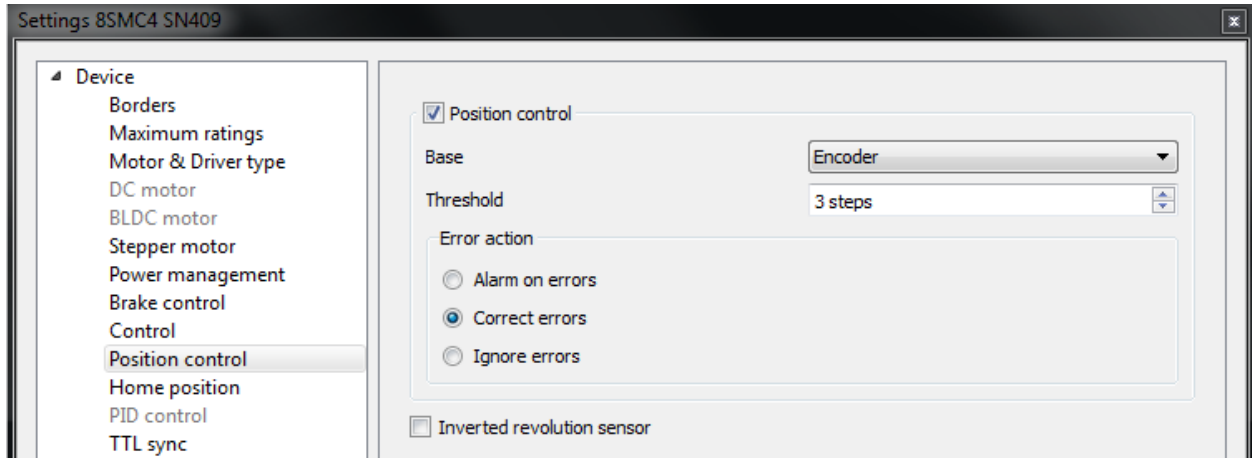 Settings 8SMC4 SN409
Device
Borders
Maximum ratings
Motor & Driver type
DC motor
BLDC motor
Stepper motor
Power management
Brake control
Control
Position control
Home position
PID control
TTL sync
Position control
Base
Encoder
Threshold
3 steps
Error action
Alarm on errors
Correct errors
Ignore errors
Inverted revolution sensor